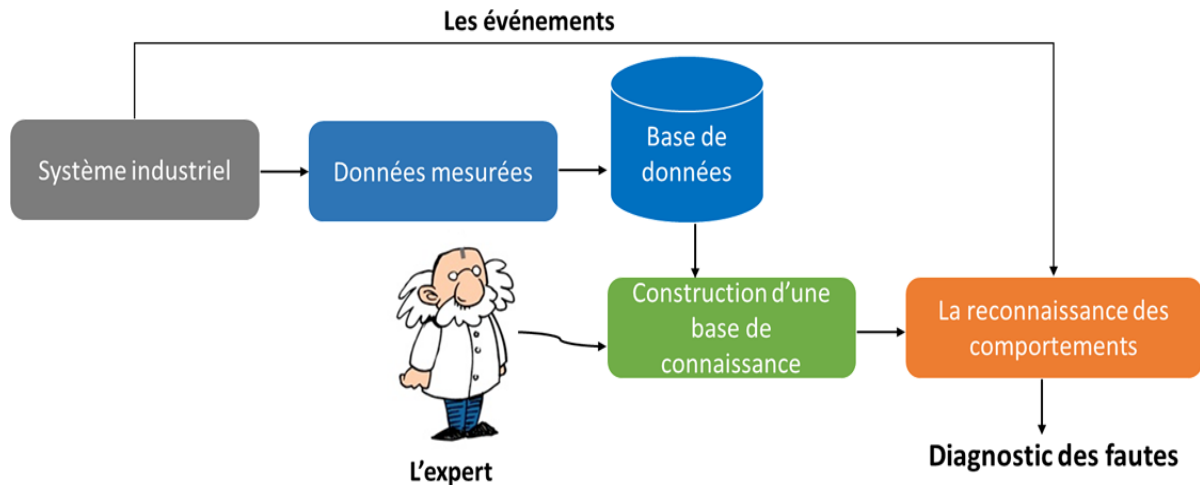 Les événements
Système industriel
Données mesurées
Base de
données
Construction d'une
base de
connaissance
La reconnaissance des
comportements
L'expert
Diagnostic des fautes